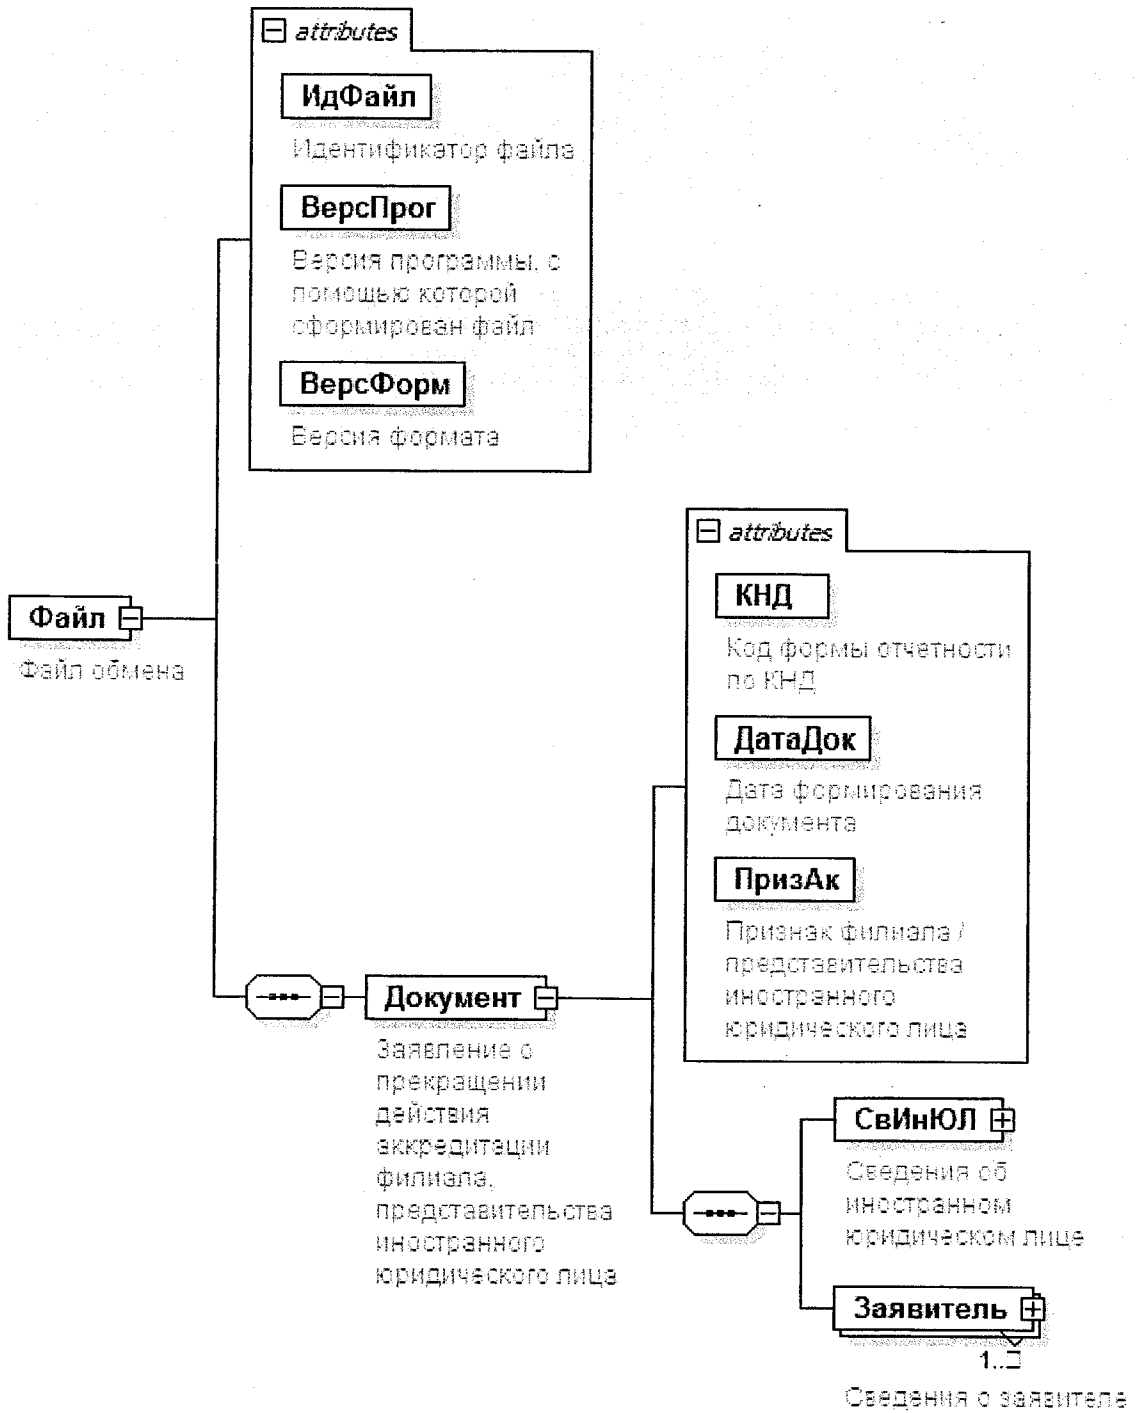 attributes
ИдФайл
Идентификатор файла
ВерсПрог
Версия программы, с
помощью которой
сформирован файл
ВерсФорм
Версия формата
Файл
Файл обмена
attributes
КНД
Код формы отчетности
по КНД
ДатаДок
Дата формирования
документа
ПризАк
Признак филиала /
представительства
иностранного
юридического лица
Документ
Заявление о
прекращении
действия
аккредитации
филиала,
представительства
иностранного
юридического лица
СвИнЮЛ
Сведения об
иностранном
юридическом лице
Заявитель
1..
Сведения о заявителе